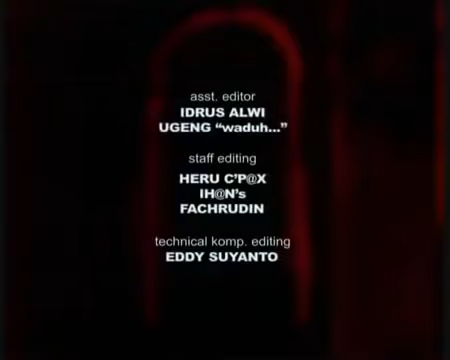 asst. editor
IDRUS ALWI
UGENG “waduh...”
staff editing
HERU C'P@X
IH@N's
FACHRUDIN
technical komp. editing
EDDY SUYANTO